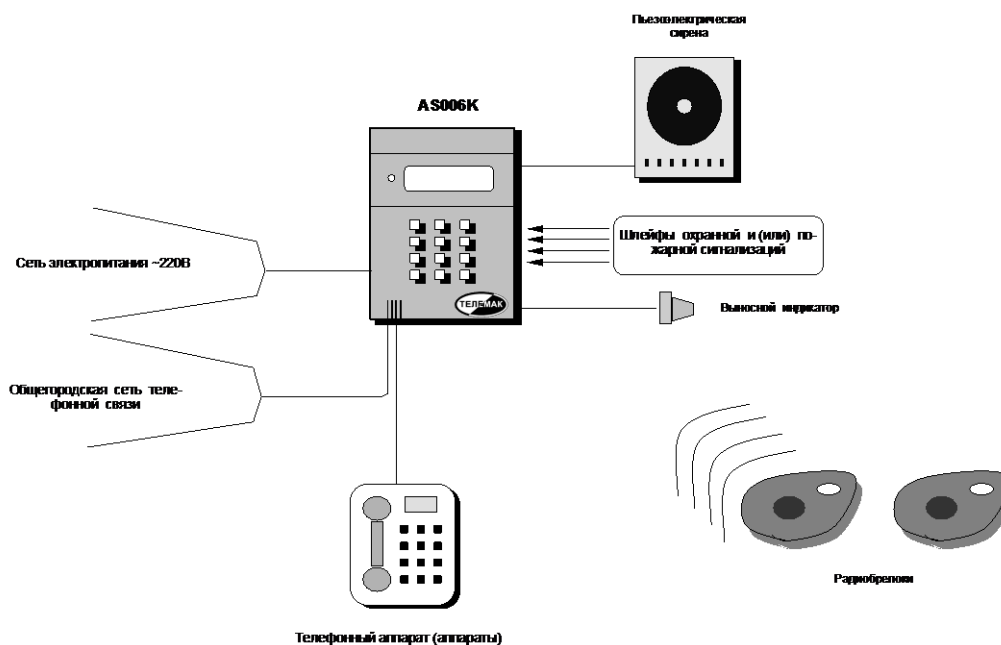 Пьезоэлектрическая
сирена
AS006K
Шлейфы охранной и (или) по-
жарной сигнализаций
Сеть электропитания ~220В
ТЕЛЕМАК
Выносной индикатор
Общегородская сеть теле-
фонной связи
Радиобрелоки
Телефонный аппарат (аппараты)